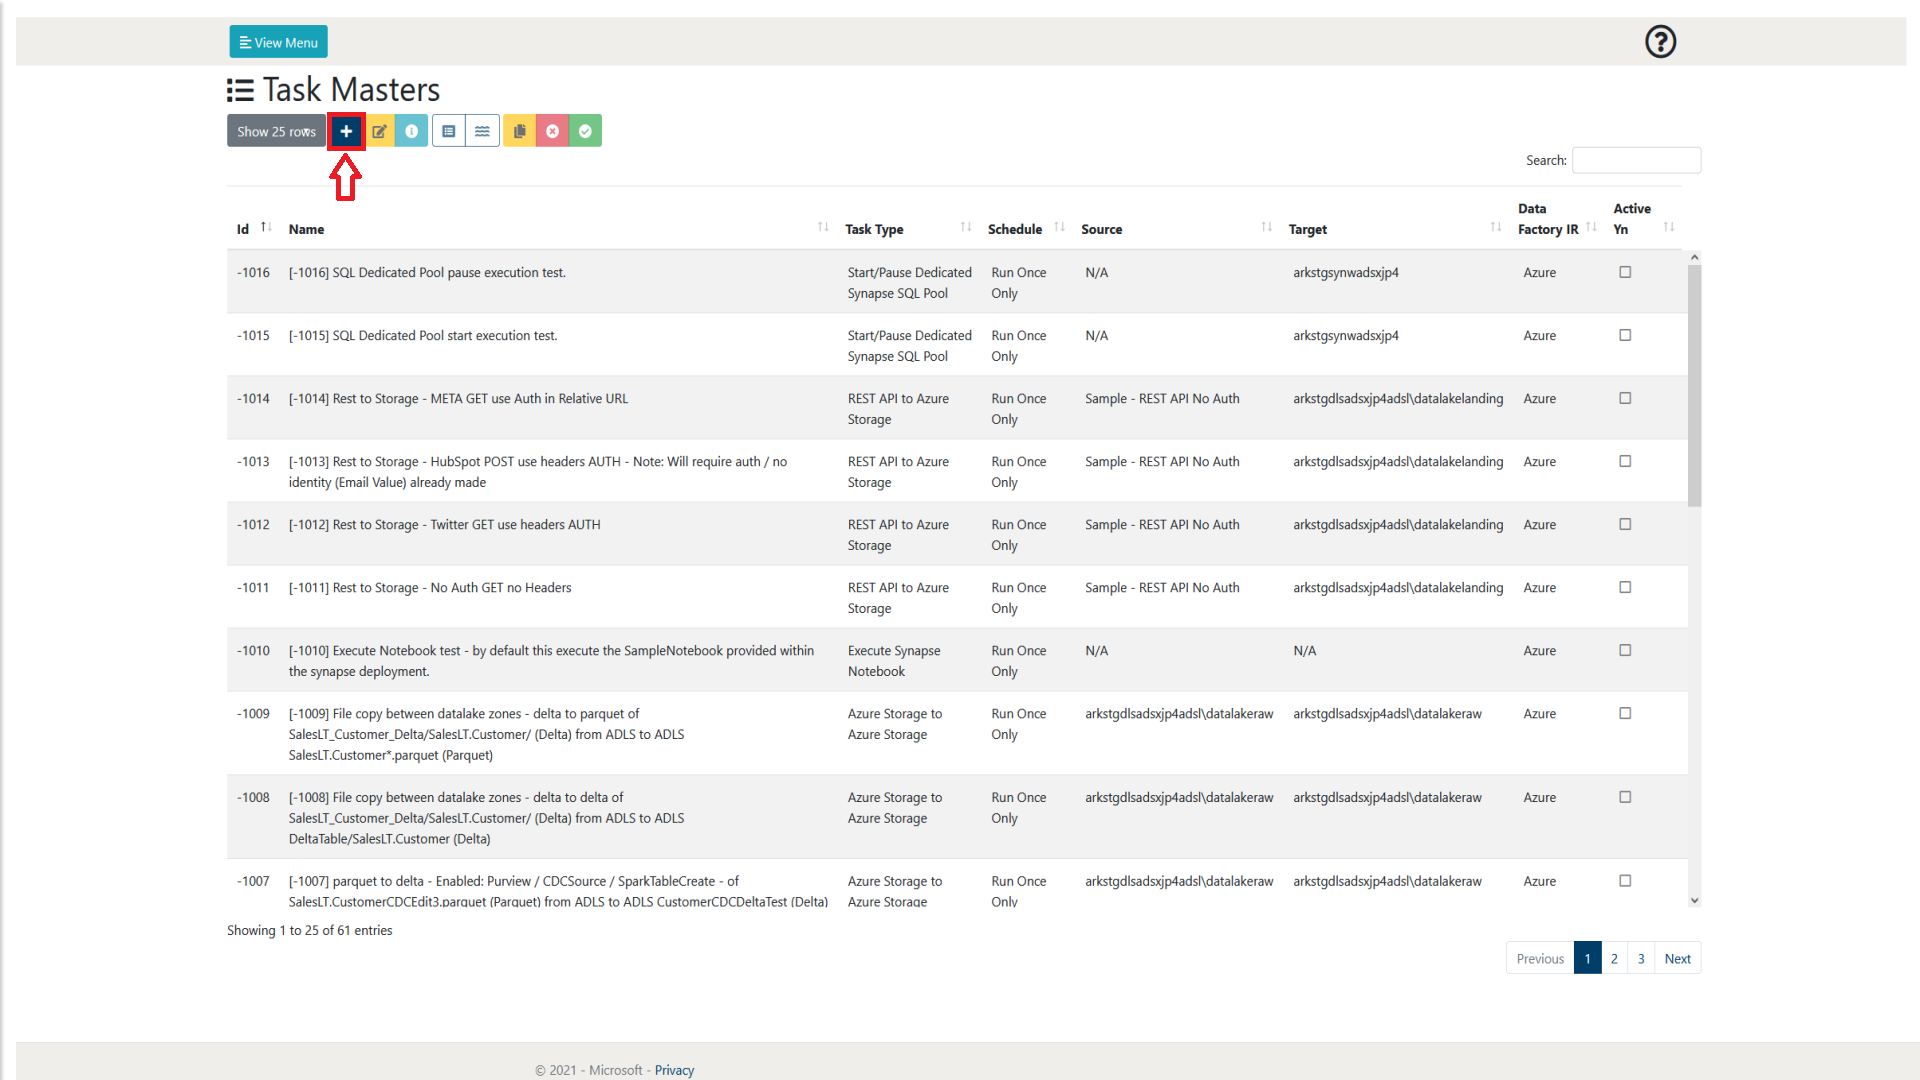 View Menu
Task Masters
Show 25 rows
Search:
Id Name Task Type Schedule Source Target Data Factory IR Active Yn
-1016 [-1016] SQL Dedicated Pool pause execution test. Start/Pause Dedicated Run Once N/A arkstgsynwadsxjp4 Azure
Synapse SQL Pool Only
-1015 [-1015] SQL Dedicated Pool start execution test. Start/Pause Dedicated Run Once N/A arkstgsynwadsxjp4 Azure
Synapse SQL Pool Only
-1014 [-1014] Rest to Storage - META GET use Auth in Relative URL REST API to Azure Run Once Sample - REST API No Auth arkstgdlsadsxjp4adsl\datalakelanding Azure
Storage Only
-1013 [-1013] Rest to Storage - HubSpot POST use headers AUTH - Note: Will require auth / no REST API to Azure Run Once Sample - REST API No Auth arkstgdlsadsxjp4adsl\datalakelanding Azure
identity (Email Value) already made Storage Only
-1012 [-1012] Rest to Storage - Twitter GET use headers AUTH REST API to Azure Run Once Sample - REST API No Auth arkstgdlsadsxjp4adsl\datalakelanding Azure
Storage Only
-1011 [-1011] Rest to Storage - No Auth GET no Headers REST API to Azure Run Once Sample - REST API No Auth arkstgdlsadsxjp4adsl\datalakelanding Azure
Storage Only
-1010 [-1010] Execute Notebook test - by default this execute the SampleNotebook provided within Execute Synapse Run Once N/A N/A Azure
the synapse deployment. Notebook Only
-1009 [-1009] File copy between datalake zones - delta to parquet of Azure Storage to Run Once arkstgdlsadsxjp4adsl\datalakeraw arkstgdlsadsxjp4adsl\datalakeraw Azure
SalesLT_Customer_Delta/SalesLT.Customer/ (Delta) from ADLS to ADLS Azure Storage Only
SalesLT.Customer*.parquet (Parquet)
-1008 [-1008] File copy between datalake zones - delta to delta of Azure Storage to Run Once arkstgdlsadsxjp4adsl\datalakeraw arkstgdlsadsxjp4adsl\datalakeraw Azure
SalesLT_Customer_Delta/SalesLT.Customer/ (Delta) from ADLS to ADLS Azure Storage Only
DeltaTable/SalesLT.Customer (Delta)
-1007 [-1007] parquet to delta - Enabled: Purview / CDCSource / SparkTableCreate - of Azure Storage to Run Once arkstgdlsadsxjp4adsl\datalakeraw arkstgdlsadsxjp4adsl\datalakeraw Azure
SalesLT.CustomerCDCEdit3.parquet (Parquet) from ADLS to ADLS CustomerCDCDeltaTest (Delta) Azure Storage Only
Showing 1 to 25 of 61 entries
Previous 1 2 3 Next
© 2021 - Microsoft - Privacy